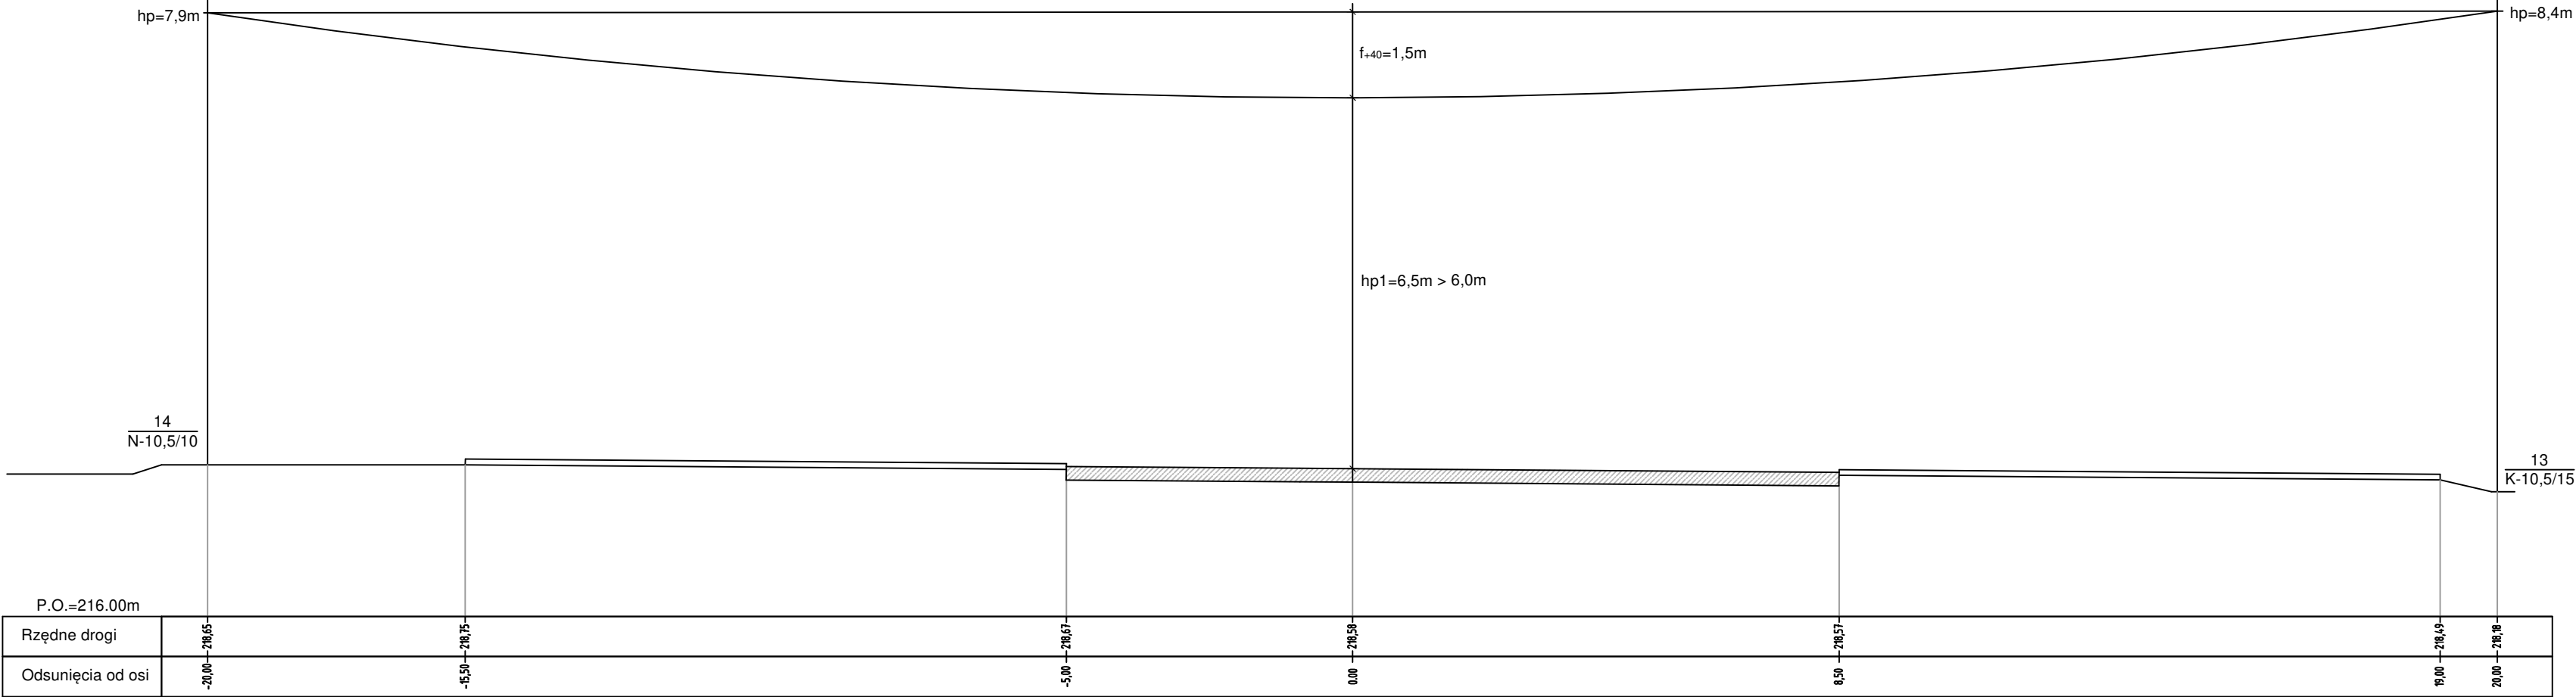 hp=7,9m
hp=8,4m
f+40=1,5m
hp1=6,5m > 6,0m
14
N-10,5/10
13
K-10,5/15
P.O.=216.00m
Rzędne drogi
218,65
218,75
218,67
218,58
218,57
218,49
218,18
Odsunięcia od osi
-20,00
-15,50
-5,00
0.00
8,50
19,00
20,00